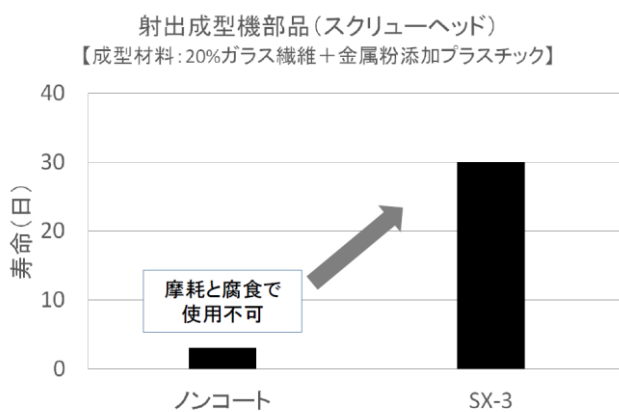 射出成型機部品(スクリューヘッド)
【成型材料:20%ガラス繊維+金属粉添加プラスチック】
寿命(日)
40
30
20
10
0
摩耗と腐食で
使用不可
ノンコート
SX-3